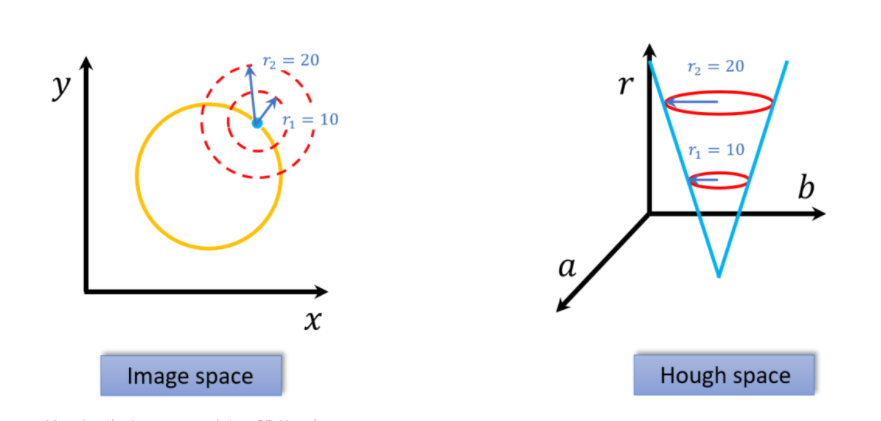 y
r₂ = 20
r₁ = 10
x
Image space
r
r₂ = 20
r₁ = 10
b
a
Hough space